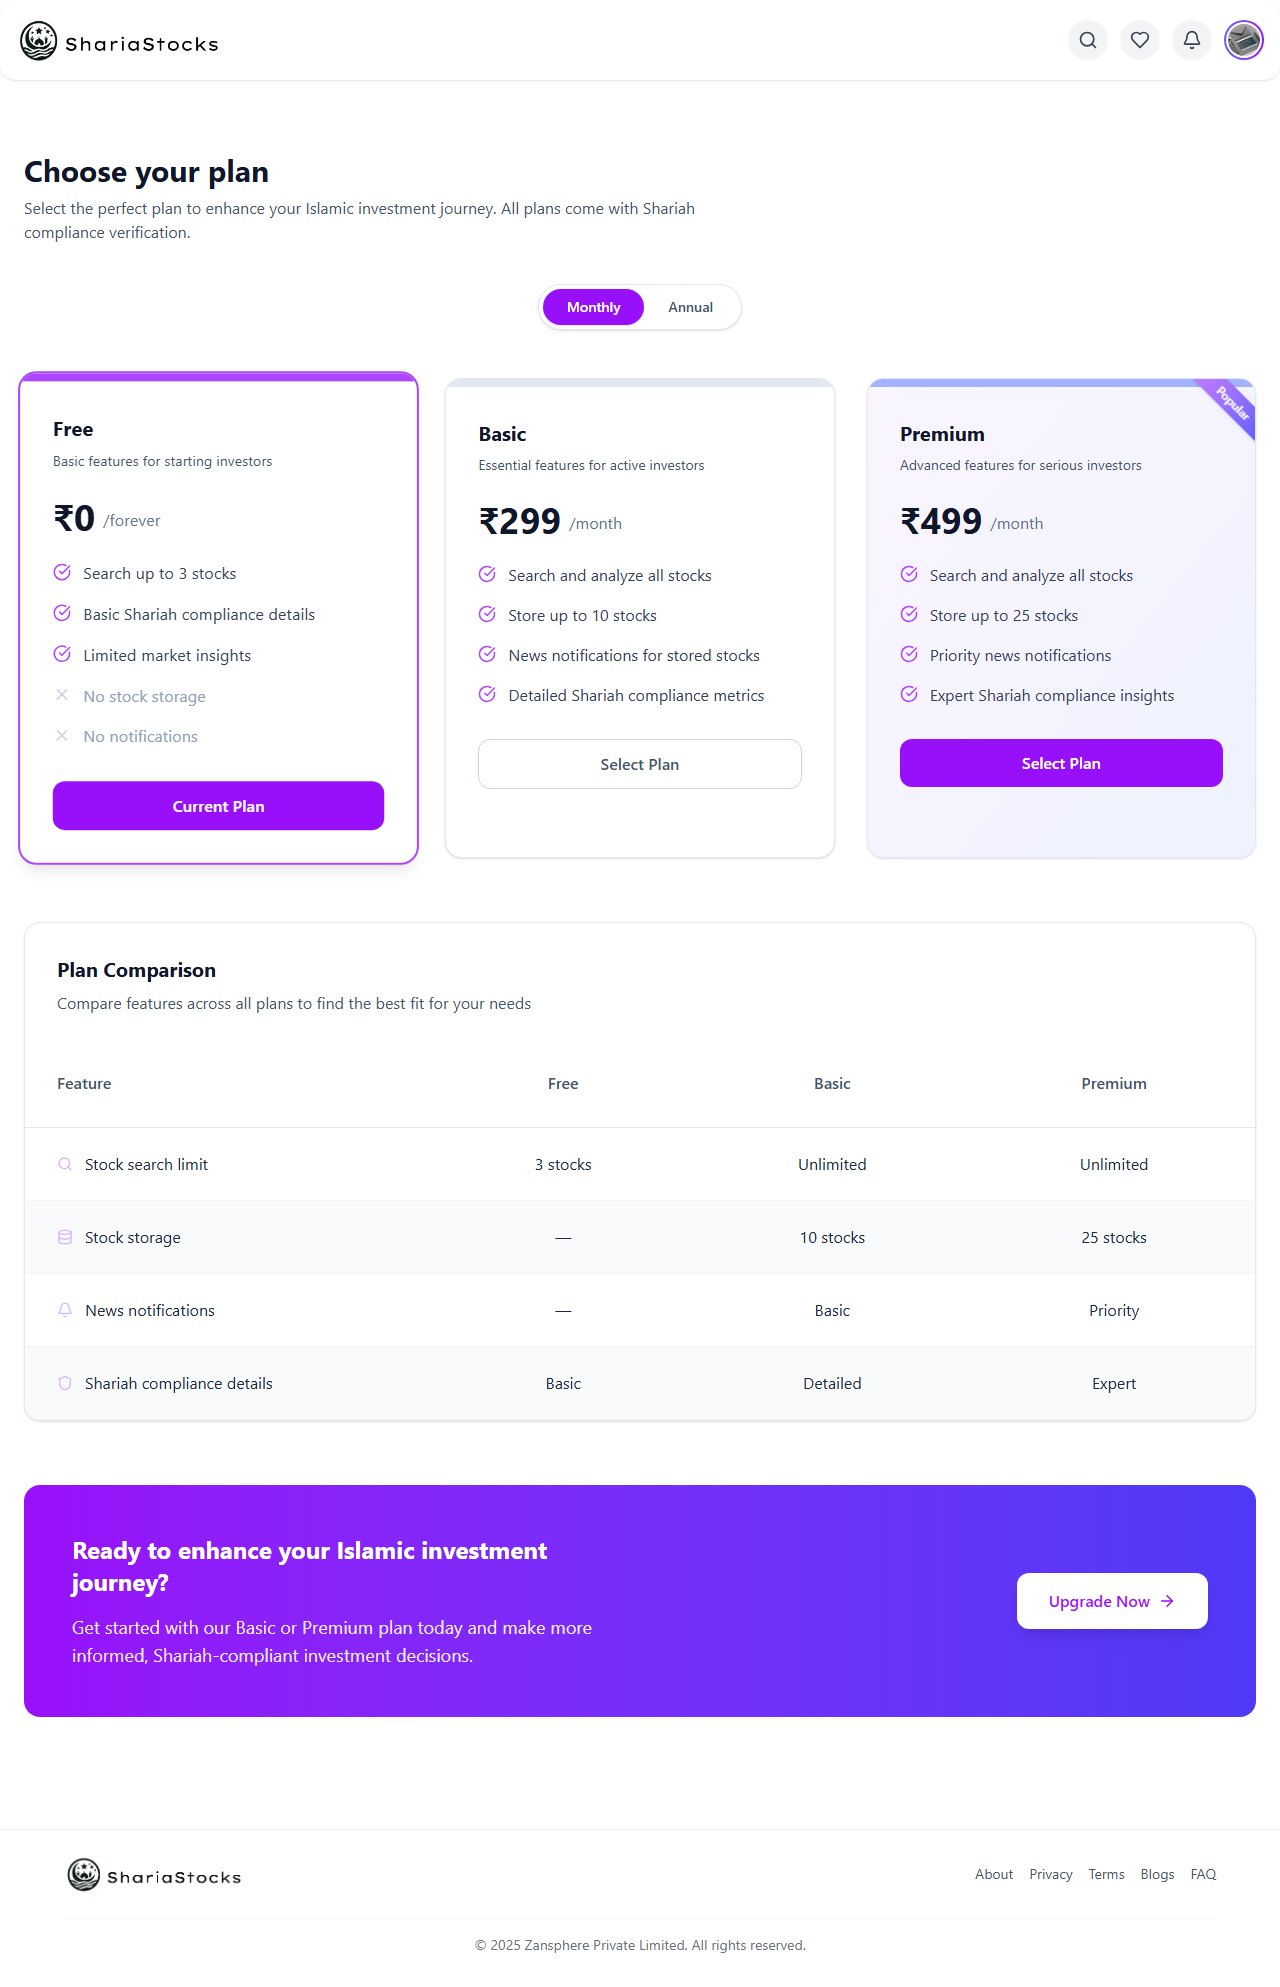 ShariaStocks
Choose your plan
Select the perfect plan to enhance your Islamic investment journey. All plans come with Shariah
compliance verification.
Monthly
Annual
Free
Basic features for starting investors
₹0 /forever
Search up to 3 stocks
Basic Shariah compliance details
Limited market insights
No stock storage
No notifications
Current Plan
Basic
Essential features for active investors
₹299 /month
Search and analyze all stocks
Store up to 10 stocks
News notifications for stored stocks
Detailed Shariah compliance metrics
Select Plan
Popular
Premium
Advanced features for serious investors
₹499 /month
Search and analyze all stocks
Store up to 25 stocks
Priority news notifications
Expert Shariah compliance insights
Select Plan
Plan Comparison
Compare features across all plans to find the best fit for your needs
Feature Free Basic Premium
Stock search limit 3 stocks Unlimited Unlimited
Stock storage — 10 stocks 25 stocks
News notifications — Basic Priority
Shariah compliance details Basic Detailed Expert
Ready to enhance your Islamic investment
journey?
Get started with our Basic or Premium plan today and make more
informed, Shariah-compliant investment decisions.
Upgrade Now
ShariaStocks
About Privacy Terms Blogs FAQ
© 2025 Zansphere Private Limited. All rights reserved.